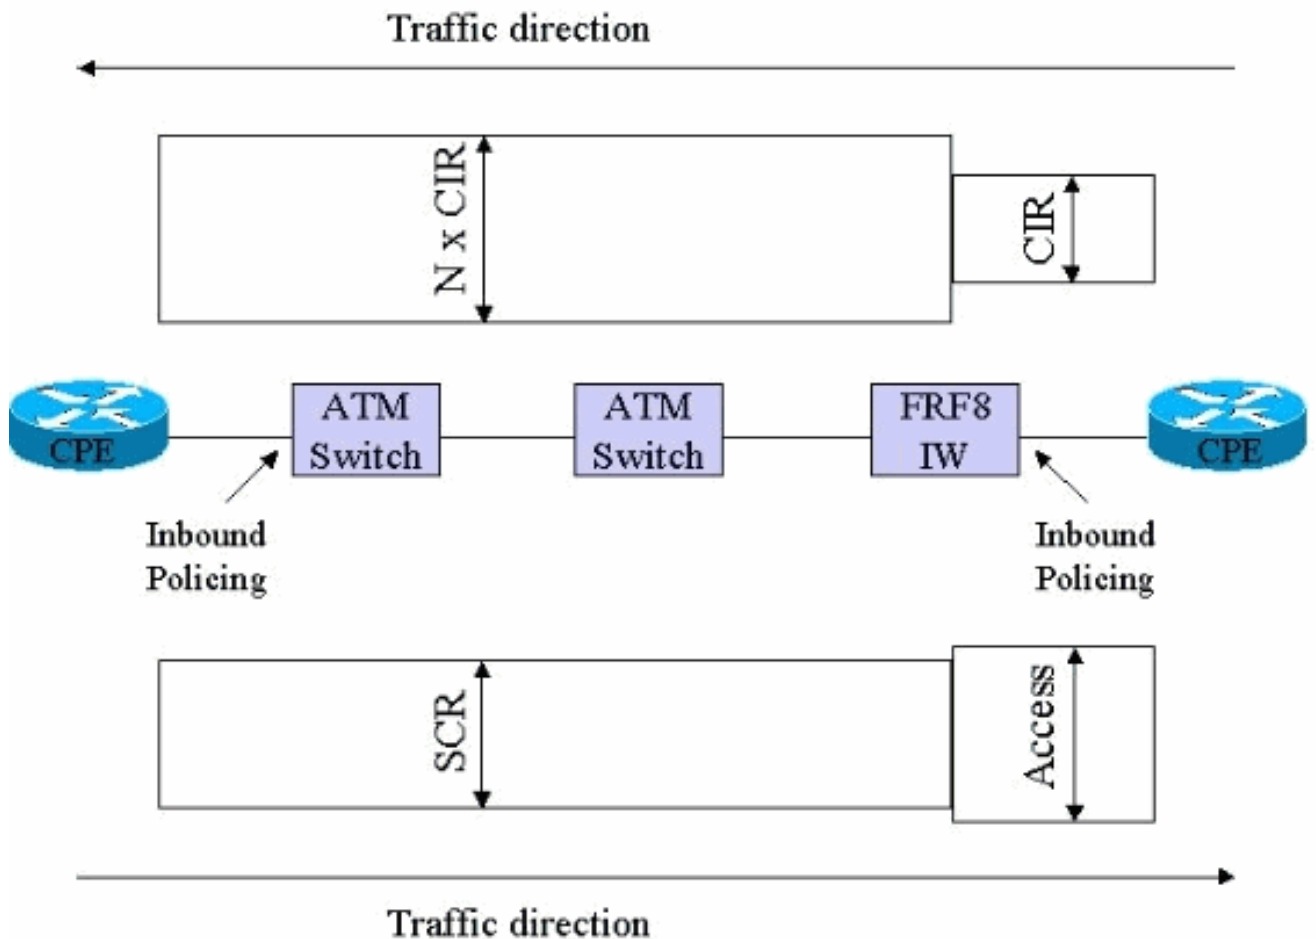 Traffic direction
N x CIR
CIR
CPE
ATM
Switch
ATM
Switch
FRF8
IW
CPE
Inbound
Policing
Inbound
Policing
SCR
Access
Traffic direction